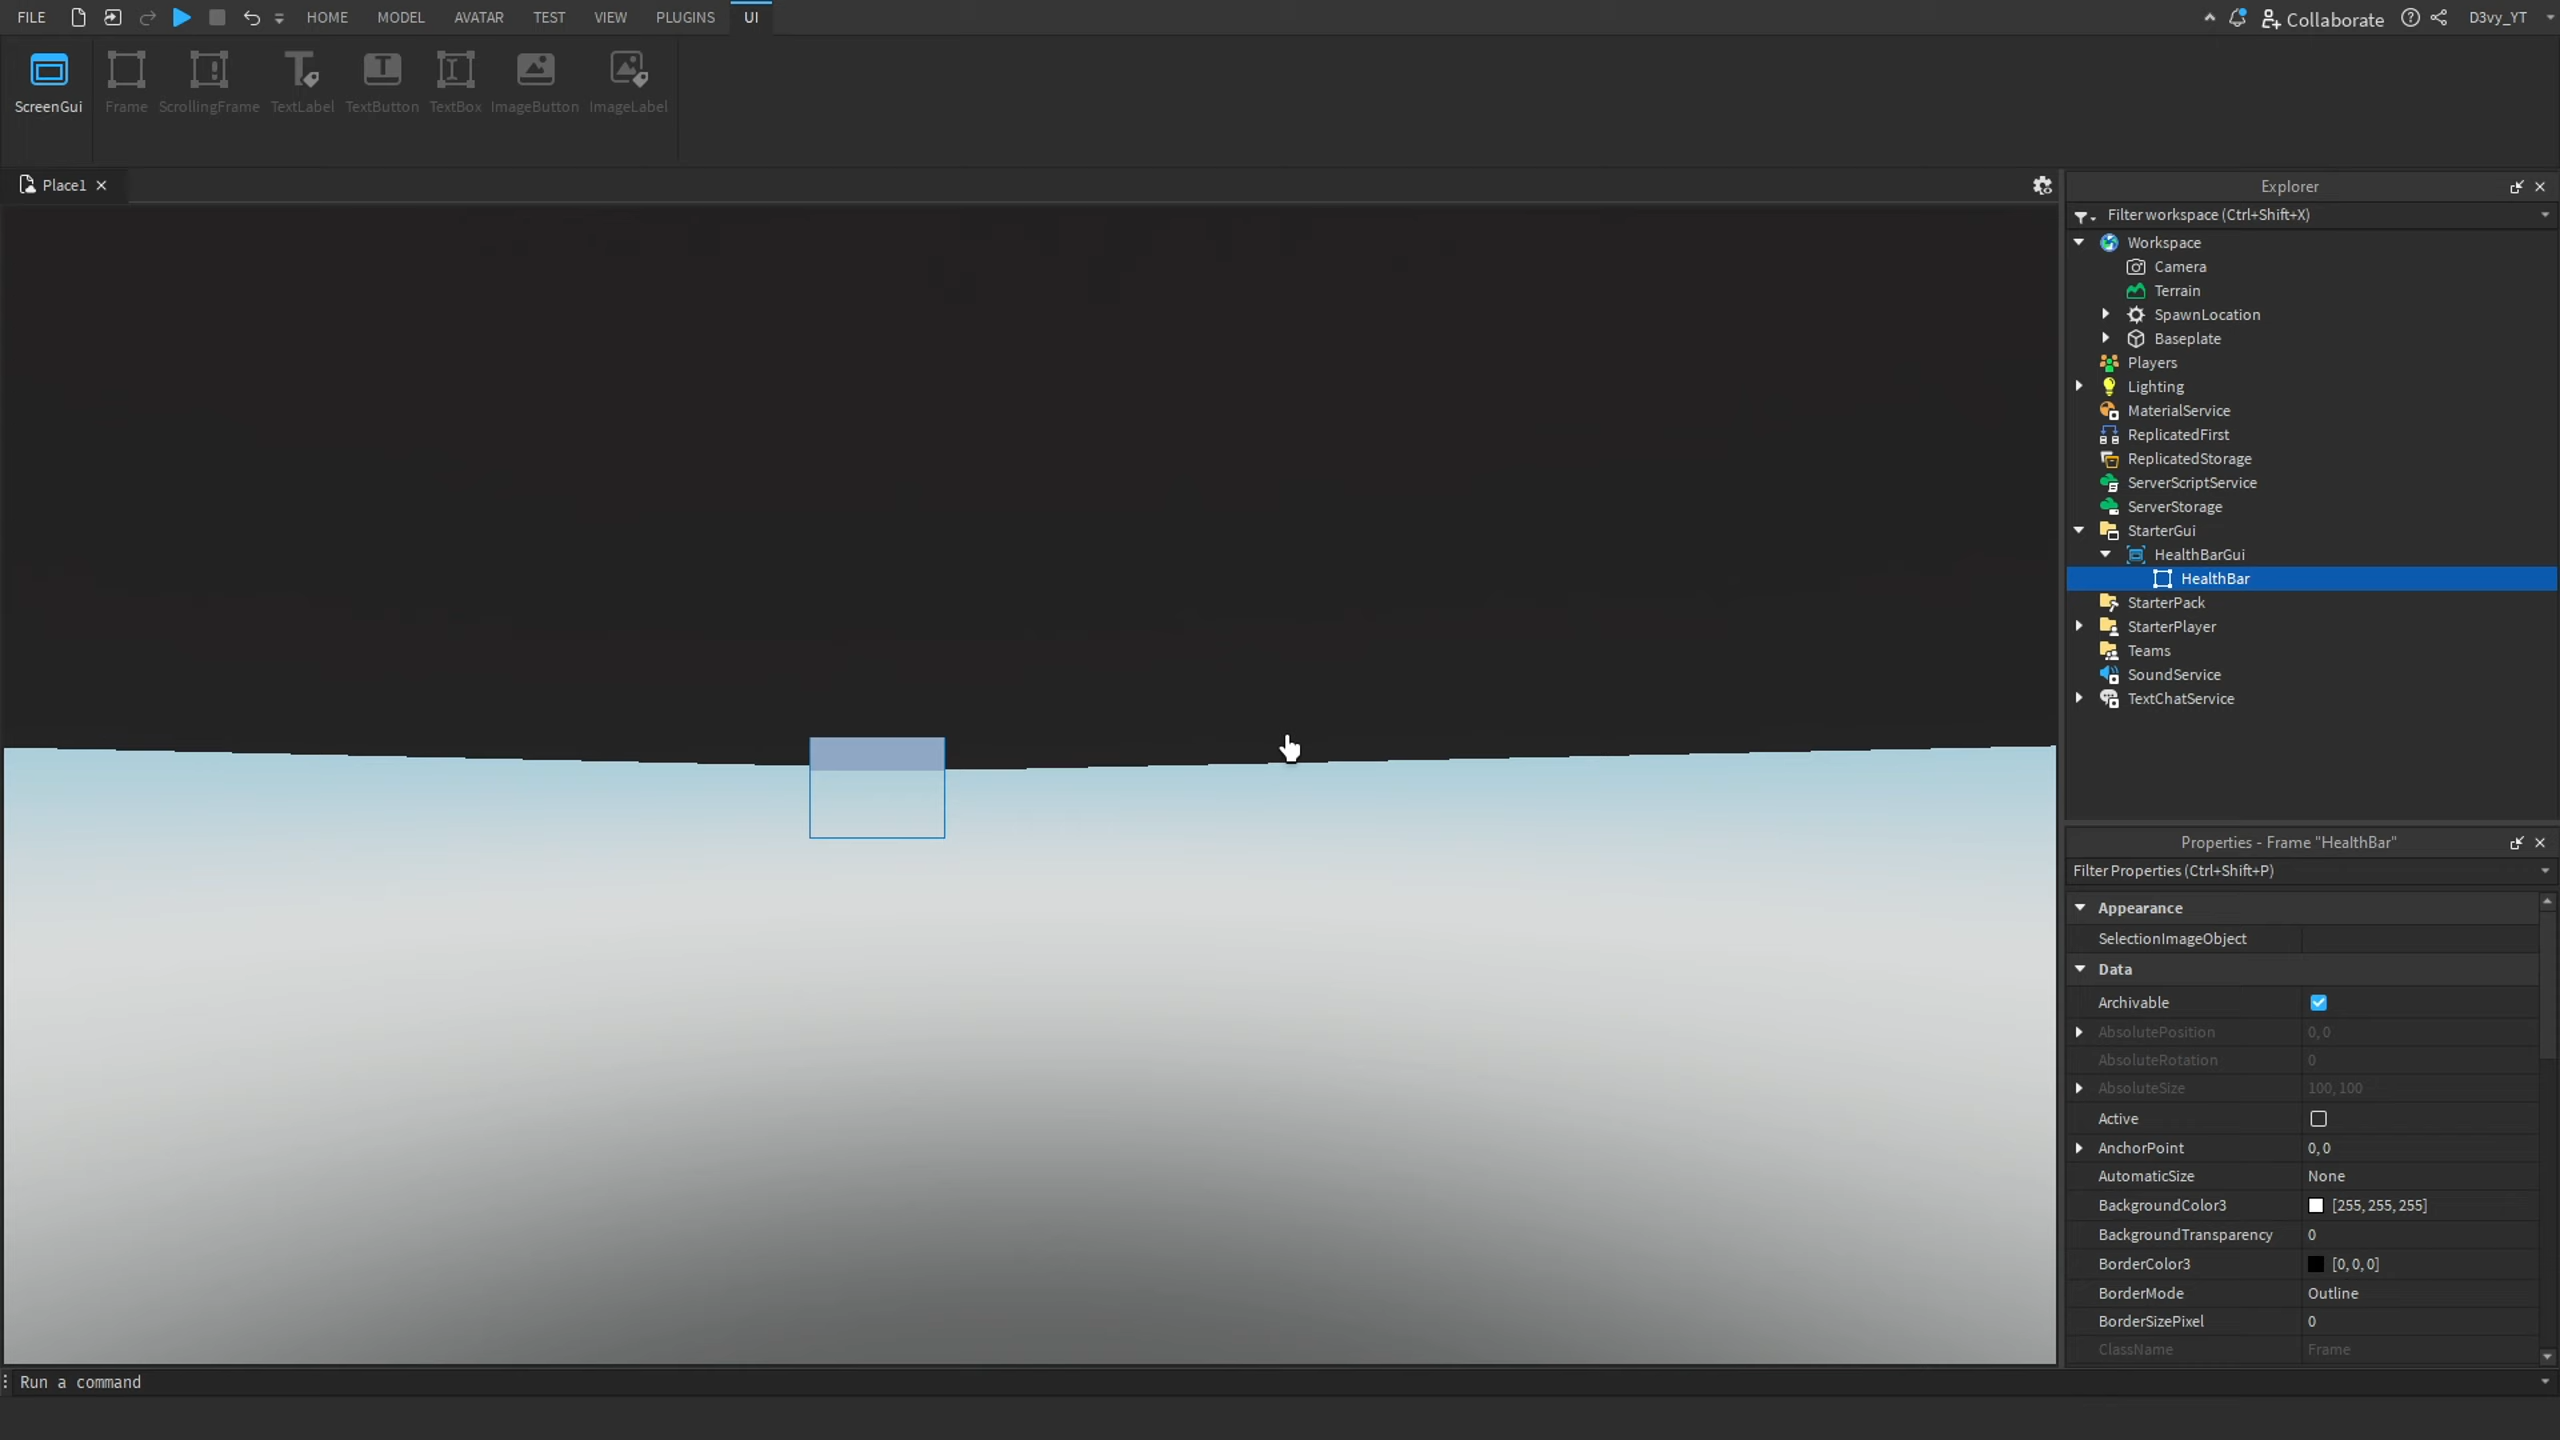 FILE HOME MODEL AVATAR TEST VIEW PLUGINS UI Collaborate D3vy_YT
ScreenGui Frame ScrollingFrame TextLabel TextButton TextBox ImageButton ImageLabel
Place1
Explorer
Filter workspace (Ctrl+Shift+X)
Workspace
Camera
Terrain
SpawnLocation
Baseplate
Players
Lighting
MaterialService
ReplicatedFirst
ReplicatedStorage
ServerScriptService
ServerStorage
StarterGui
HealthBarGui
HealthBar
StarterPack
StarterPlayer
Teams
SoundService
TextChatService
Properties - Frame "HealthBar"
Filter Properties (Ctrl+Shift+P)
Appearance
SelectionImageObject
Data
Archivable
AbsolutePosition 0, 0
AbsoluteRotation 0
AbsoluteSize 100, 100
Active
AnchorPoint 0, 0
AutomaticSize None
BackgroundColor3 [255, 255, 255]
BackgroundTransparency 0
BorderColor3 [0, 0, 0]
BorderMode Outline
BorderSizePixel 0
ClassName Frame
Run a command